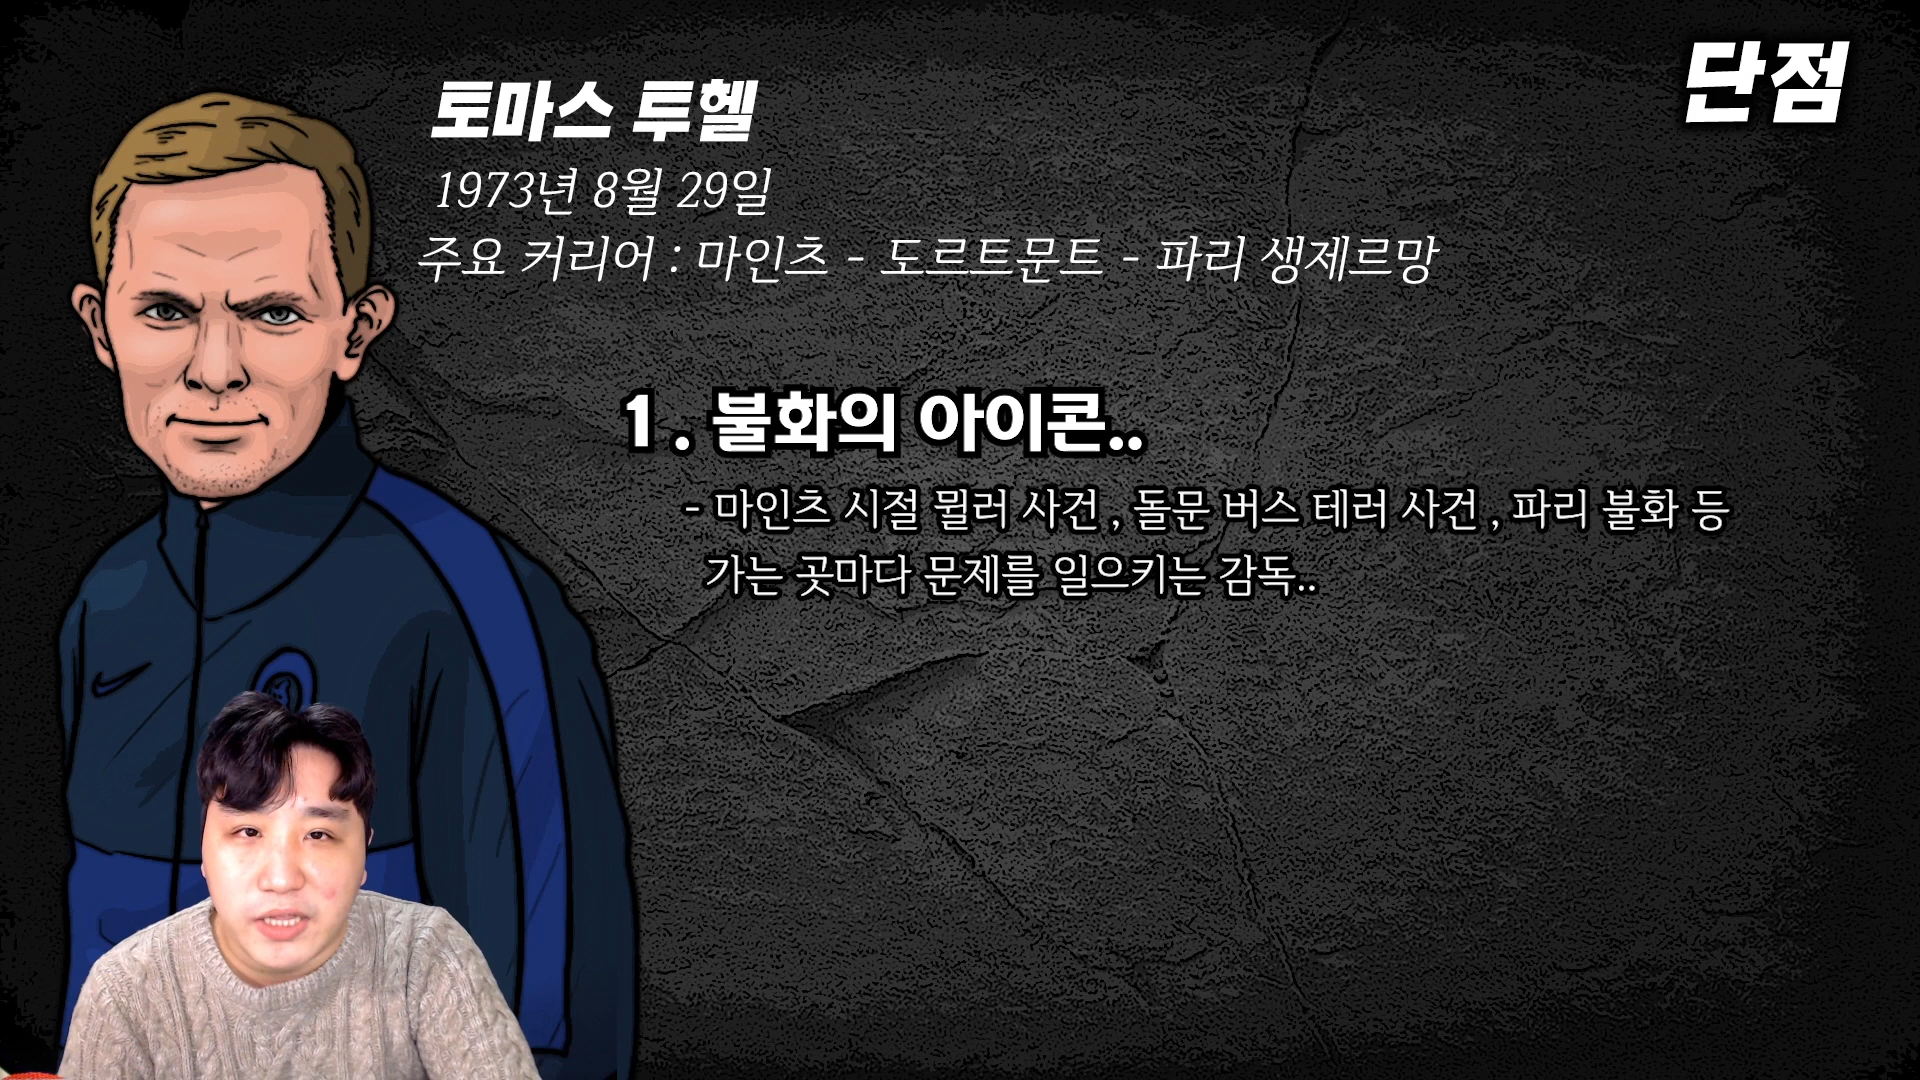 단점
토마스 투헬
1973년 8월 29일
주요 커리어 : 마인츠 - 도르트문트 - 파리 생제르망
1. 불화의 아이콘..
- 마인츠 시절 뮐러 사건, 돌문 버스 테러 사건, 파리 불화 등
가는 곳마다 문제를 일으키는 감독..